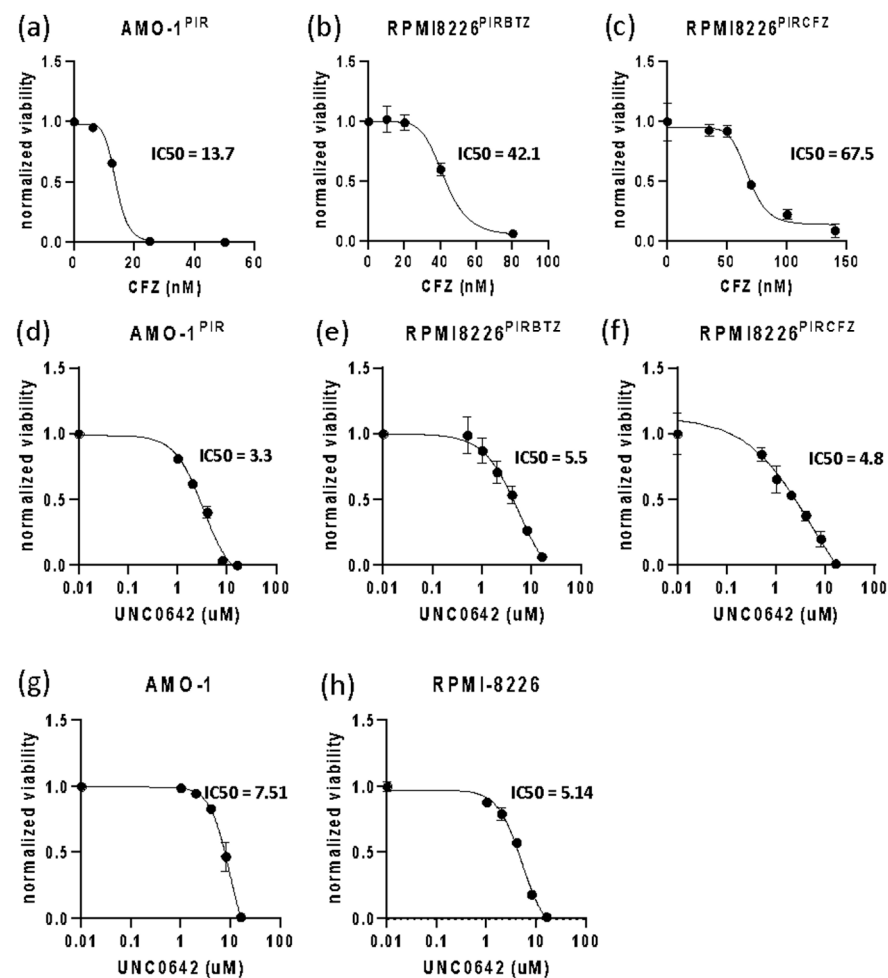 (a) AMO-1PIR
(b) RPMI8226PIRBTZ
(c) RPMI8226PIRCFZ
normalized viability
1.5
1.0
0.5
0.0
IC50 = 13.7
0 20 40 60
CFZ (nM)
normalized viability
1.5
1.0
0.5
0.0
IC50 = 42.1
0 20 40 60 80 100
CFZ (nM)
normalized viability
1.5
1.0
0.5
0.0
IC50 = 67.5
0 50 100 150
CFZ (nM)
(d) AMO-1PIR
(e) RPMI8226PIRBTZ
(f) RPMI8226PIRCFZ
normalized viability
1.5
1.0
0.5
0.0
IC50 = 3.3
0.01 0.1 1 10 100
UNC0642 (uM)
normalized viability
1.5
1.0
0.5
0.0
IC50 = 5.5
0.01 0.1 1 10 100
UNC0642 (uM)
normalized viability
1.5
1.0
0.5
0.0
IC50 = 4.8
0.01 0.1 1 10 100
UNC0642 (uM)
(g) AMO-1
(h) RPMI-8226
normalized viability
1.5
1.0
0.5
0.0
IC50 = 7.51
0.01 0.1 1 10 100
UNC0642 (uM)
normalized viability
1.5
1.0
0.5
0.0
IC50 = 5.14
0.01 0.1 1 10 100
UNC0642 (uM)